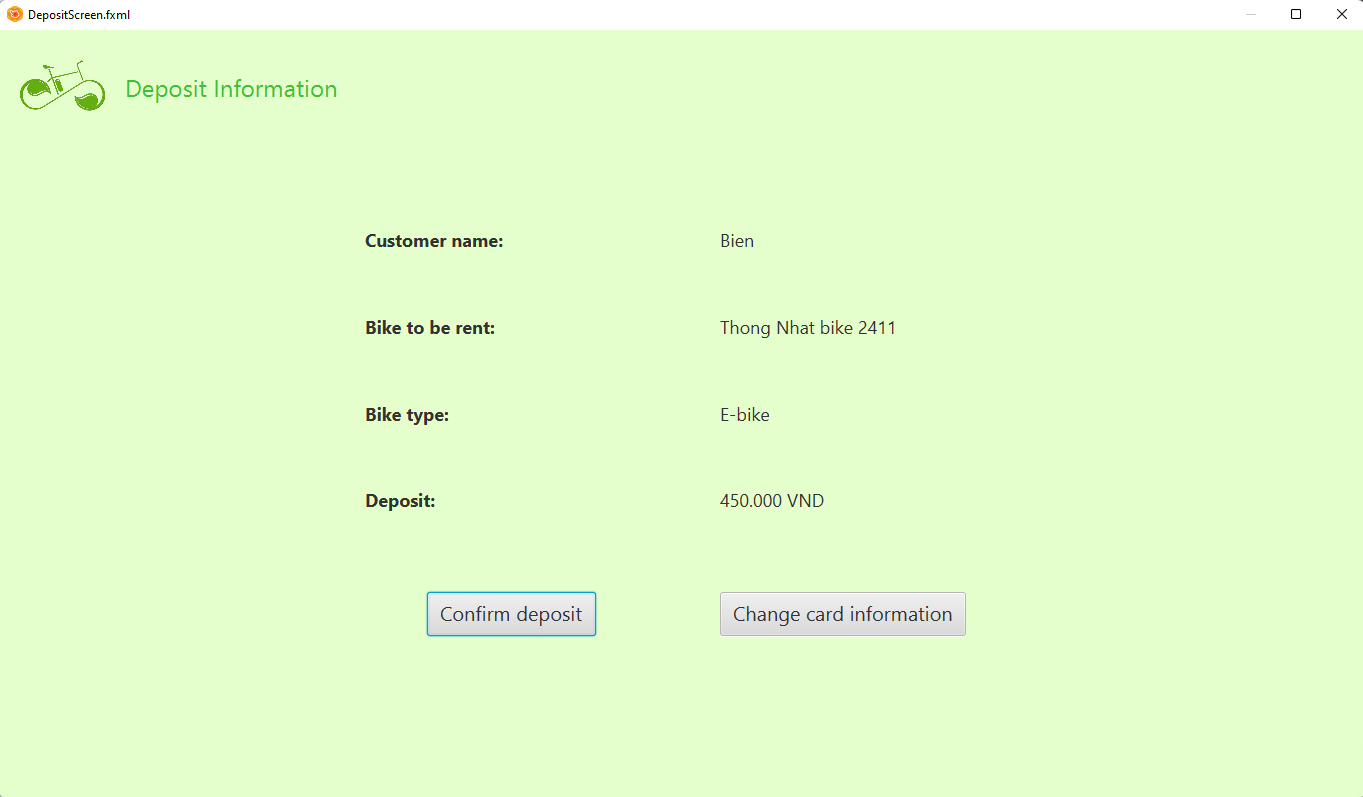 DepositScreen.fxml
Deposit Information
Customer name: Bien
Bike to be rent: Thong Nhat bike 2411
Bike type: E-bike
Deposit: 450.000 VND
Confirm deposit Change card information